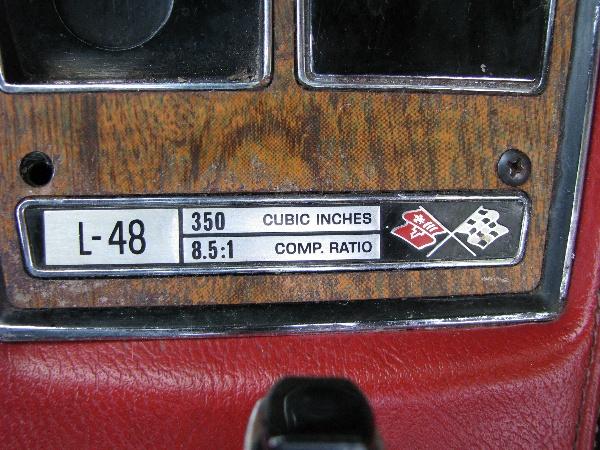 L-48
350 CUBIC INCHES
8.5:1 COMP. RATIO